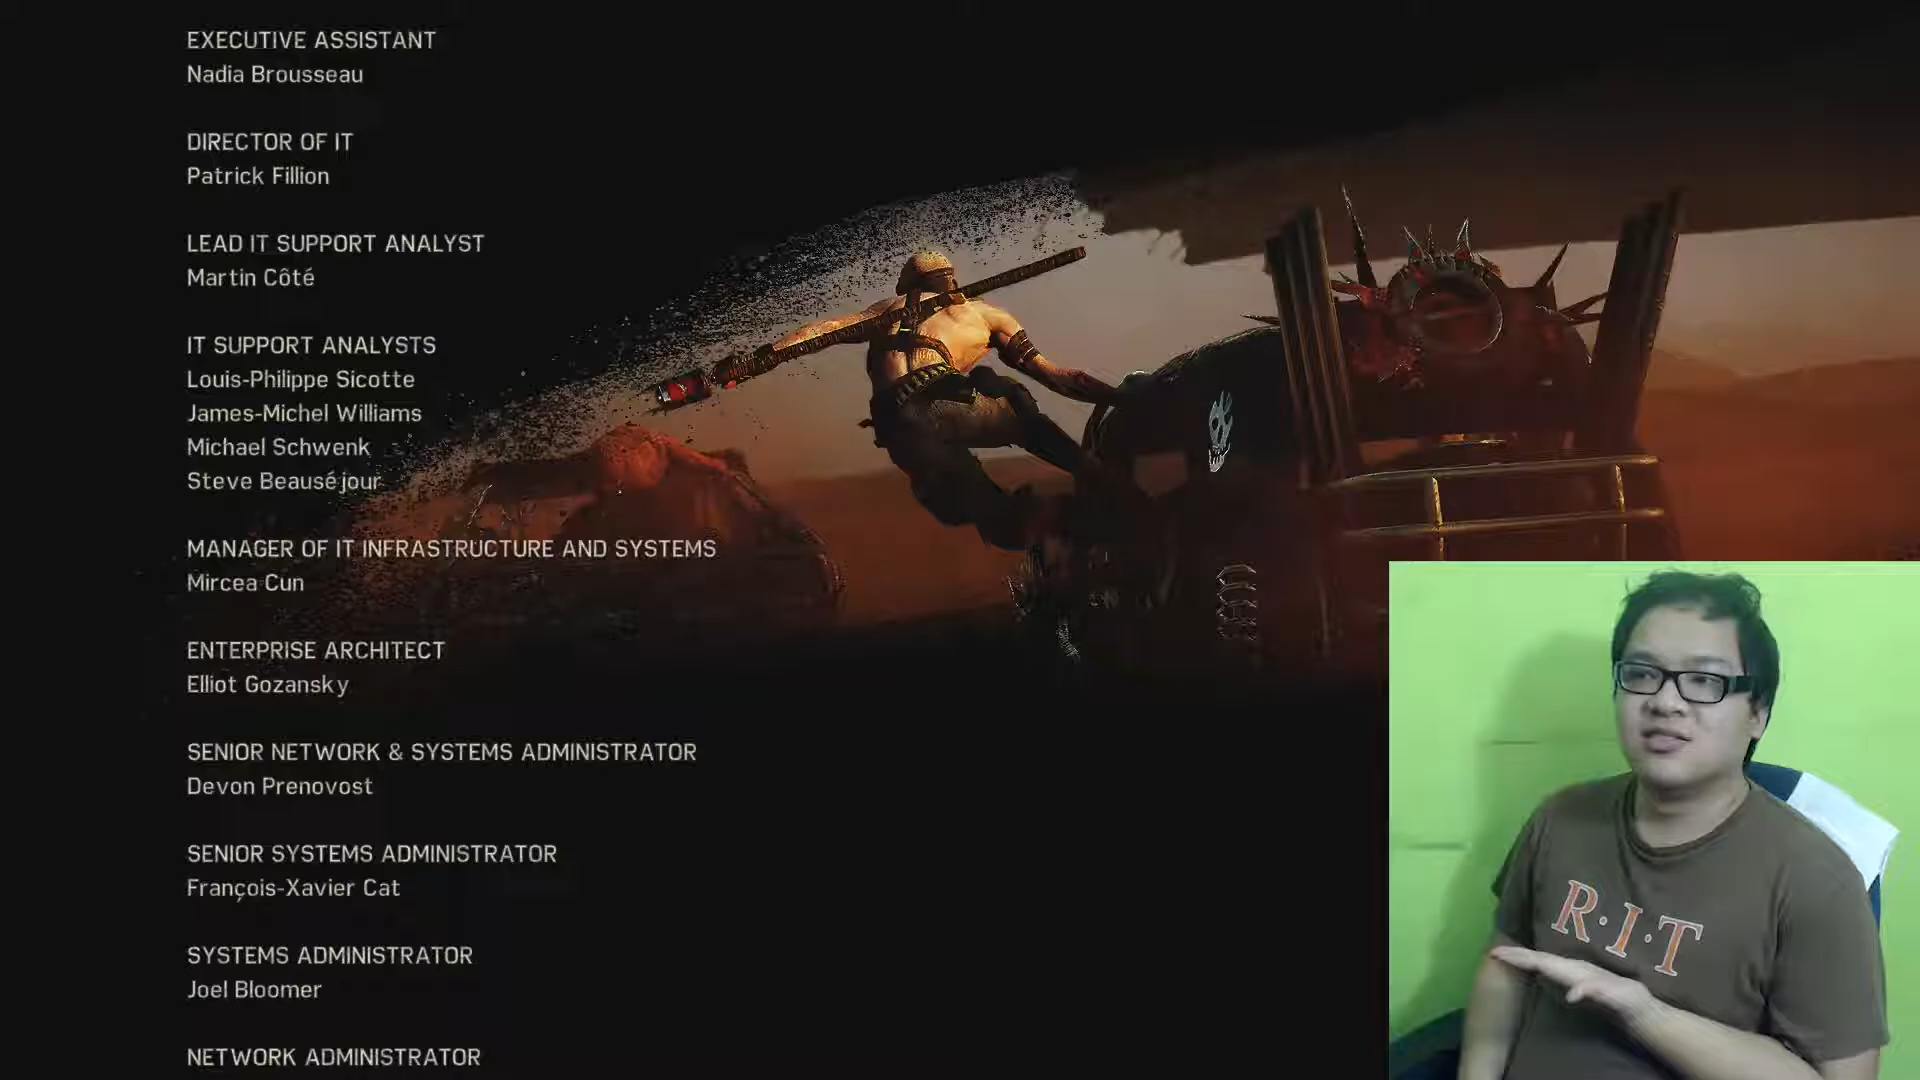 EXECUTIVE ASSISTANT
Nadia Brousseau
DIRECTOR OF IT
Patrick Fillion
LEAD IT SUPPORT ANALYST
Martin Côté
IT SUPPORT ANALYSTS
Louis-Philippe Sicotte
James-Michel Williams
Michael Schwenk
Steve Beauséjour
MANAGER OF IT INFRASTRUCTURE AND SYSTEMS
Mircea Cun
ENTERPRISE ARCHITECT
Elliot Gozansky
SENIOR NETWORK & SYSTEMS ADMINISTRATOR
Devon Prenovost
SENIOR SYSTEMS ADMINISTRATOR
François-Xavier Cat
SYSTEMS ADMINISTRATOR
Joel Bloomer
NETWORK ADMINISTRATOR
R·I·T